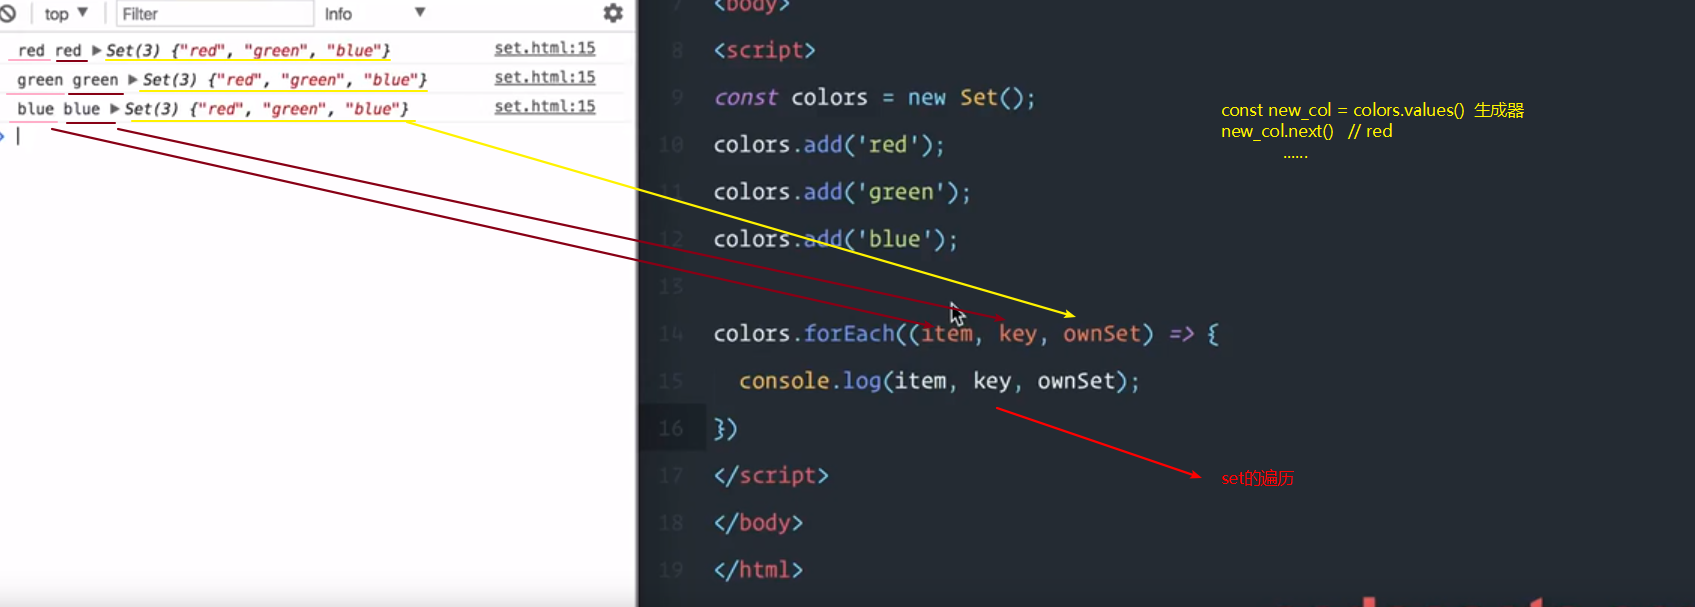 top ▼ Filter Info ▼
red red ▶Set(3) {"red", "green", "blue"} set.html:15
green green ▶Set(3) {"red", "green", "blue"} set.html:15
blue blue ▶Set(3) {"red", "green", "blue"} set.html:15
7 <body>
8 <script>
9 const colors = new Set();
10 colors.add('red');
11 colors.add('green');
12 colors.add('blue');
13
14 colors.forEach((item, key, ownSet) => {
15 console.log(item, key, ownSet);
16 })
17 </script>
18 </body>
19 </html>
const new_col = colors.values() 生成器
new_col.next() // red
......
set的遍历